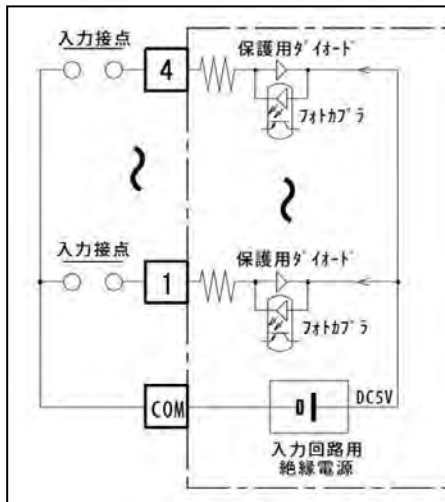 入力接点
4
保護用ダイオード
フォトカプラ
入力接点
1
保護用ダイオード
フォトカプラ
COM
DC5V
入力回路用
絶縁電源